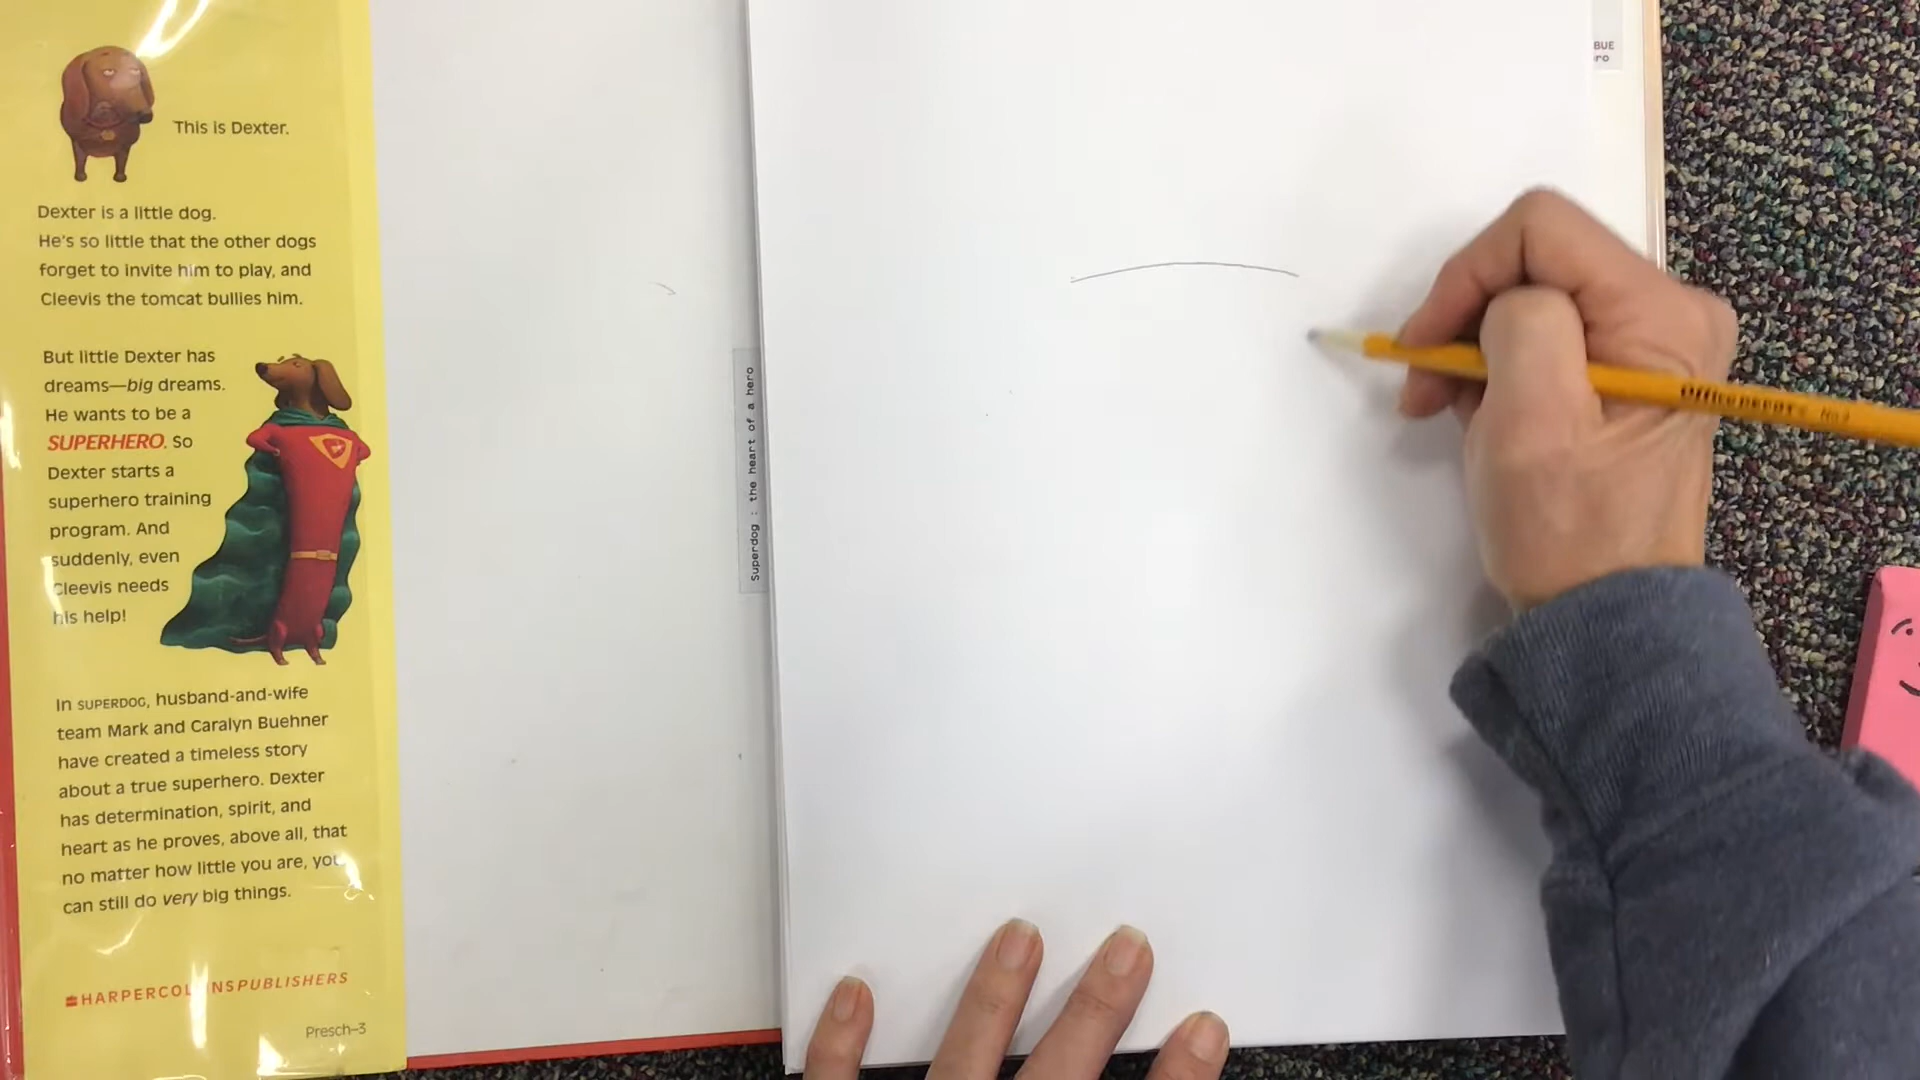 This is Dexter.
Dexter is a little dog.
He's so little that the other dogs
forget to invite him to play, and
Cleevis the tomcat bullies him.
But little Dexter has
dreams—big dreams.
He wants to be a
SUPERHERO. So
Dexter starts a
superhero training
program. And
suddenly, even
Cleevis needs
his help!
In SUPERDOG, husband-and-wife
team Mark and Caralyn Buehner
have created a timeless story
about a true superhero. Dexter
has determination, spirit, and
heart as he proves, above all, that
no matter how little you are, you
can still do very big things.
HARPERCOLLINSPUBLISHERS
Presch–3
Superdog : the heart of a hero
BUE
Office DEPOT No.2